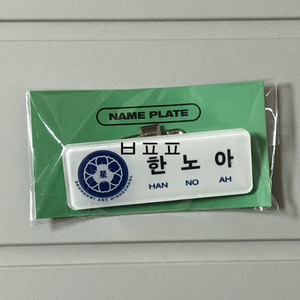 NAME PLATE
ㅂㅍㅍ
한 노 아
HAN NO AH